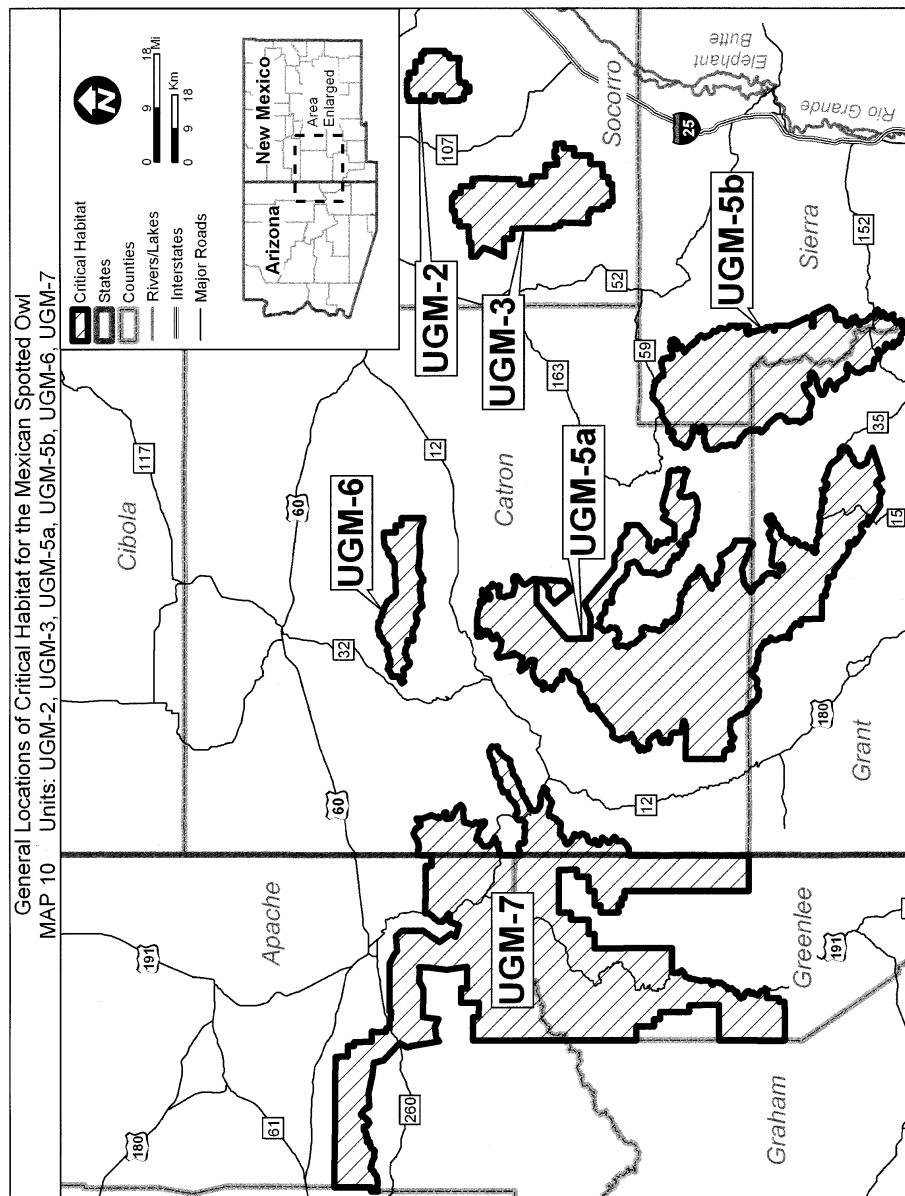 General Locations of Critical Habitat for the Mexican Spotted Owl
MAP 10 Units: UGM-2, UGM-3, UGM-5a, UGM-5b, UGM-6, UGM-7
Critical Habitat
States
Counties
Rivers/Lakes
Interstates
Major Roads
N
0 9 18
Mi
Km
0 9 18
Arizona
New Mexico
Area
Enlarged
Cibola
117
60
32
12
UGM-6
Catron
UGM-2
107
UGM-3
163
52
Socorro
59
UGM-5a
UGM-5b
25
Elephant
Butte
Rio Grande
Sierra
152
35
15
180
Grant
12
60
Apache
191
180
61
260
UGM-7
Greenlee
191
Graham